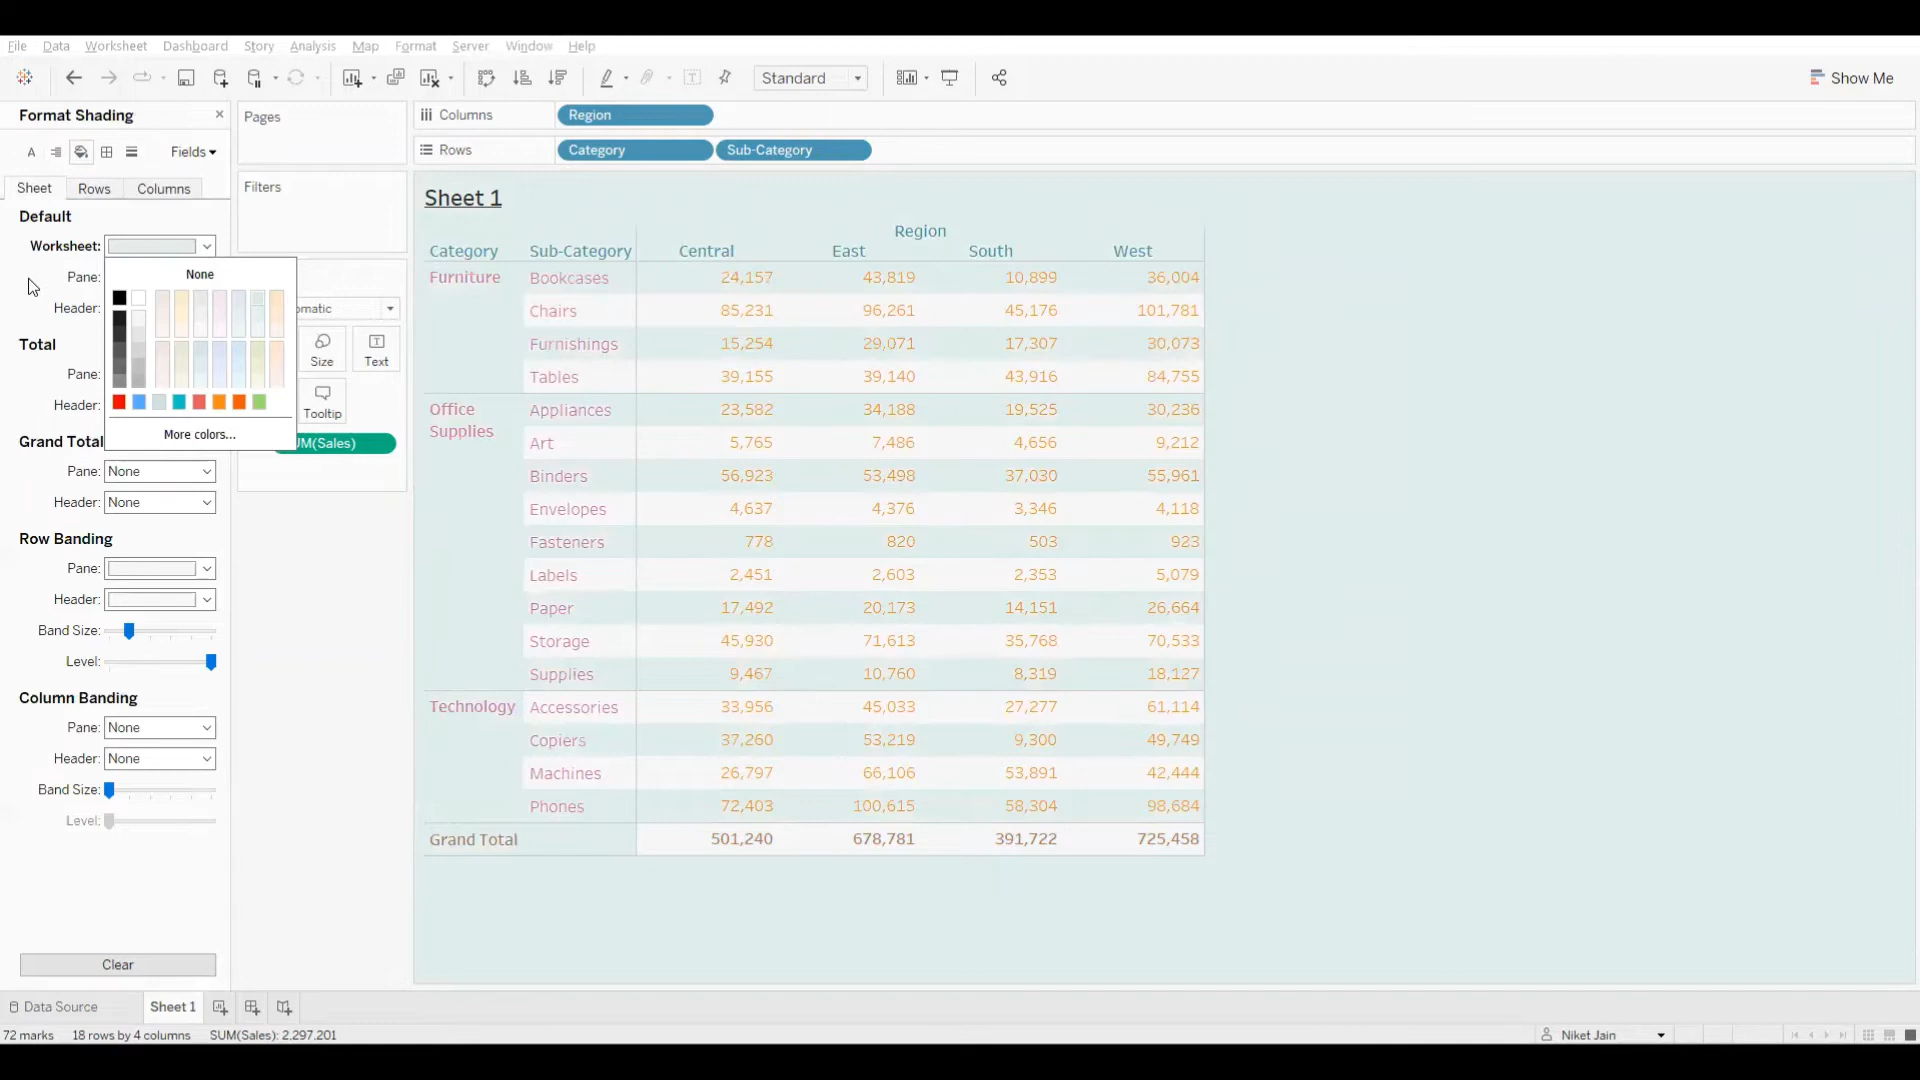 File Data Worksheet Dashboard Story Analysis Map Format Server Window Help
Standard Show Me
Format Shading
Fields
Sheet Rows Columns
Default
Worksheet:
None
Pane:
Header:
Total
Pane:
Header:
More colors...
Grand Total
Pane: None
Header: None
Row Banding
Pane:
Header:
Band Size:
Level:
Column Banding
Pane: None
Header: None
Band Size:
Level:
Clear
Pages
Filters
omatic
Size Text
Tooltip
UM(Sales)
Columns Region
Rows Category Sub-Category
Sheet 1
Region
Category Sub-Category Central East South West
Furniture Bookcases 24,157 43,819 10,899 36,004
Chairs 85,231 96,261 45,176 101,781
Furnishings 15,254 29,071 17,307 30,073
Tables 39,155 39,140 43,916 84,755
Office Supplies Appliances 23,582 34,188 19,525 30,236
Art 5,765 7,486 4,656 9,212
Binders 56,923 53,498 37,030 55,961
Envelopes 4,637 4,376 3,346 4,118
Fasteners 778 820 503 923
Labels 2,451 2,603 2,353 5,079
Paper 17,492 20,173 14,151 26,664
Storage 45,930 71,613 35,768 70,533
Supplies 9,467 10,760 8,319 18,127
Technology Accessories 33,956 45,033 27,277 61,114
Copiers 37,260 53,219 9,300 49,749
Machines 26,797 66,106 53,891 42,444
Phones 72,403 100,615 58,304 98,684
Grand Total 501,240 678,781 391,722 725,458
Data Source Sheet 1
72 marks 18 rows by 4 columns SUM(Sales): 2,297,201 Niket Jain